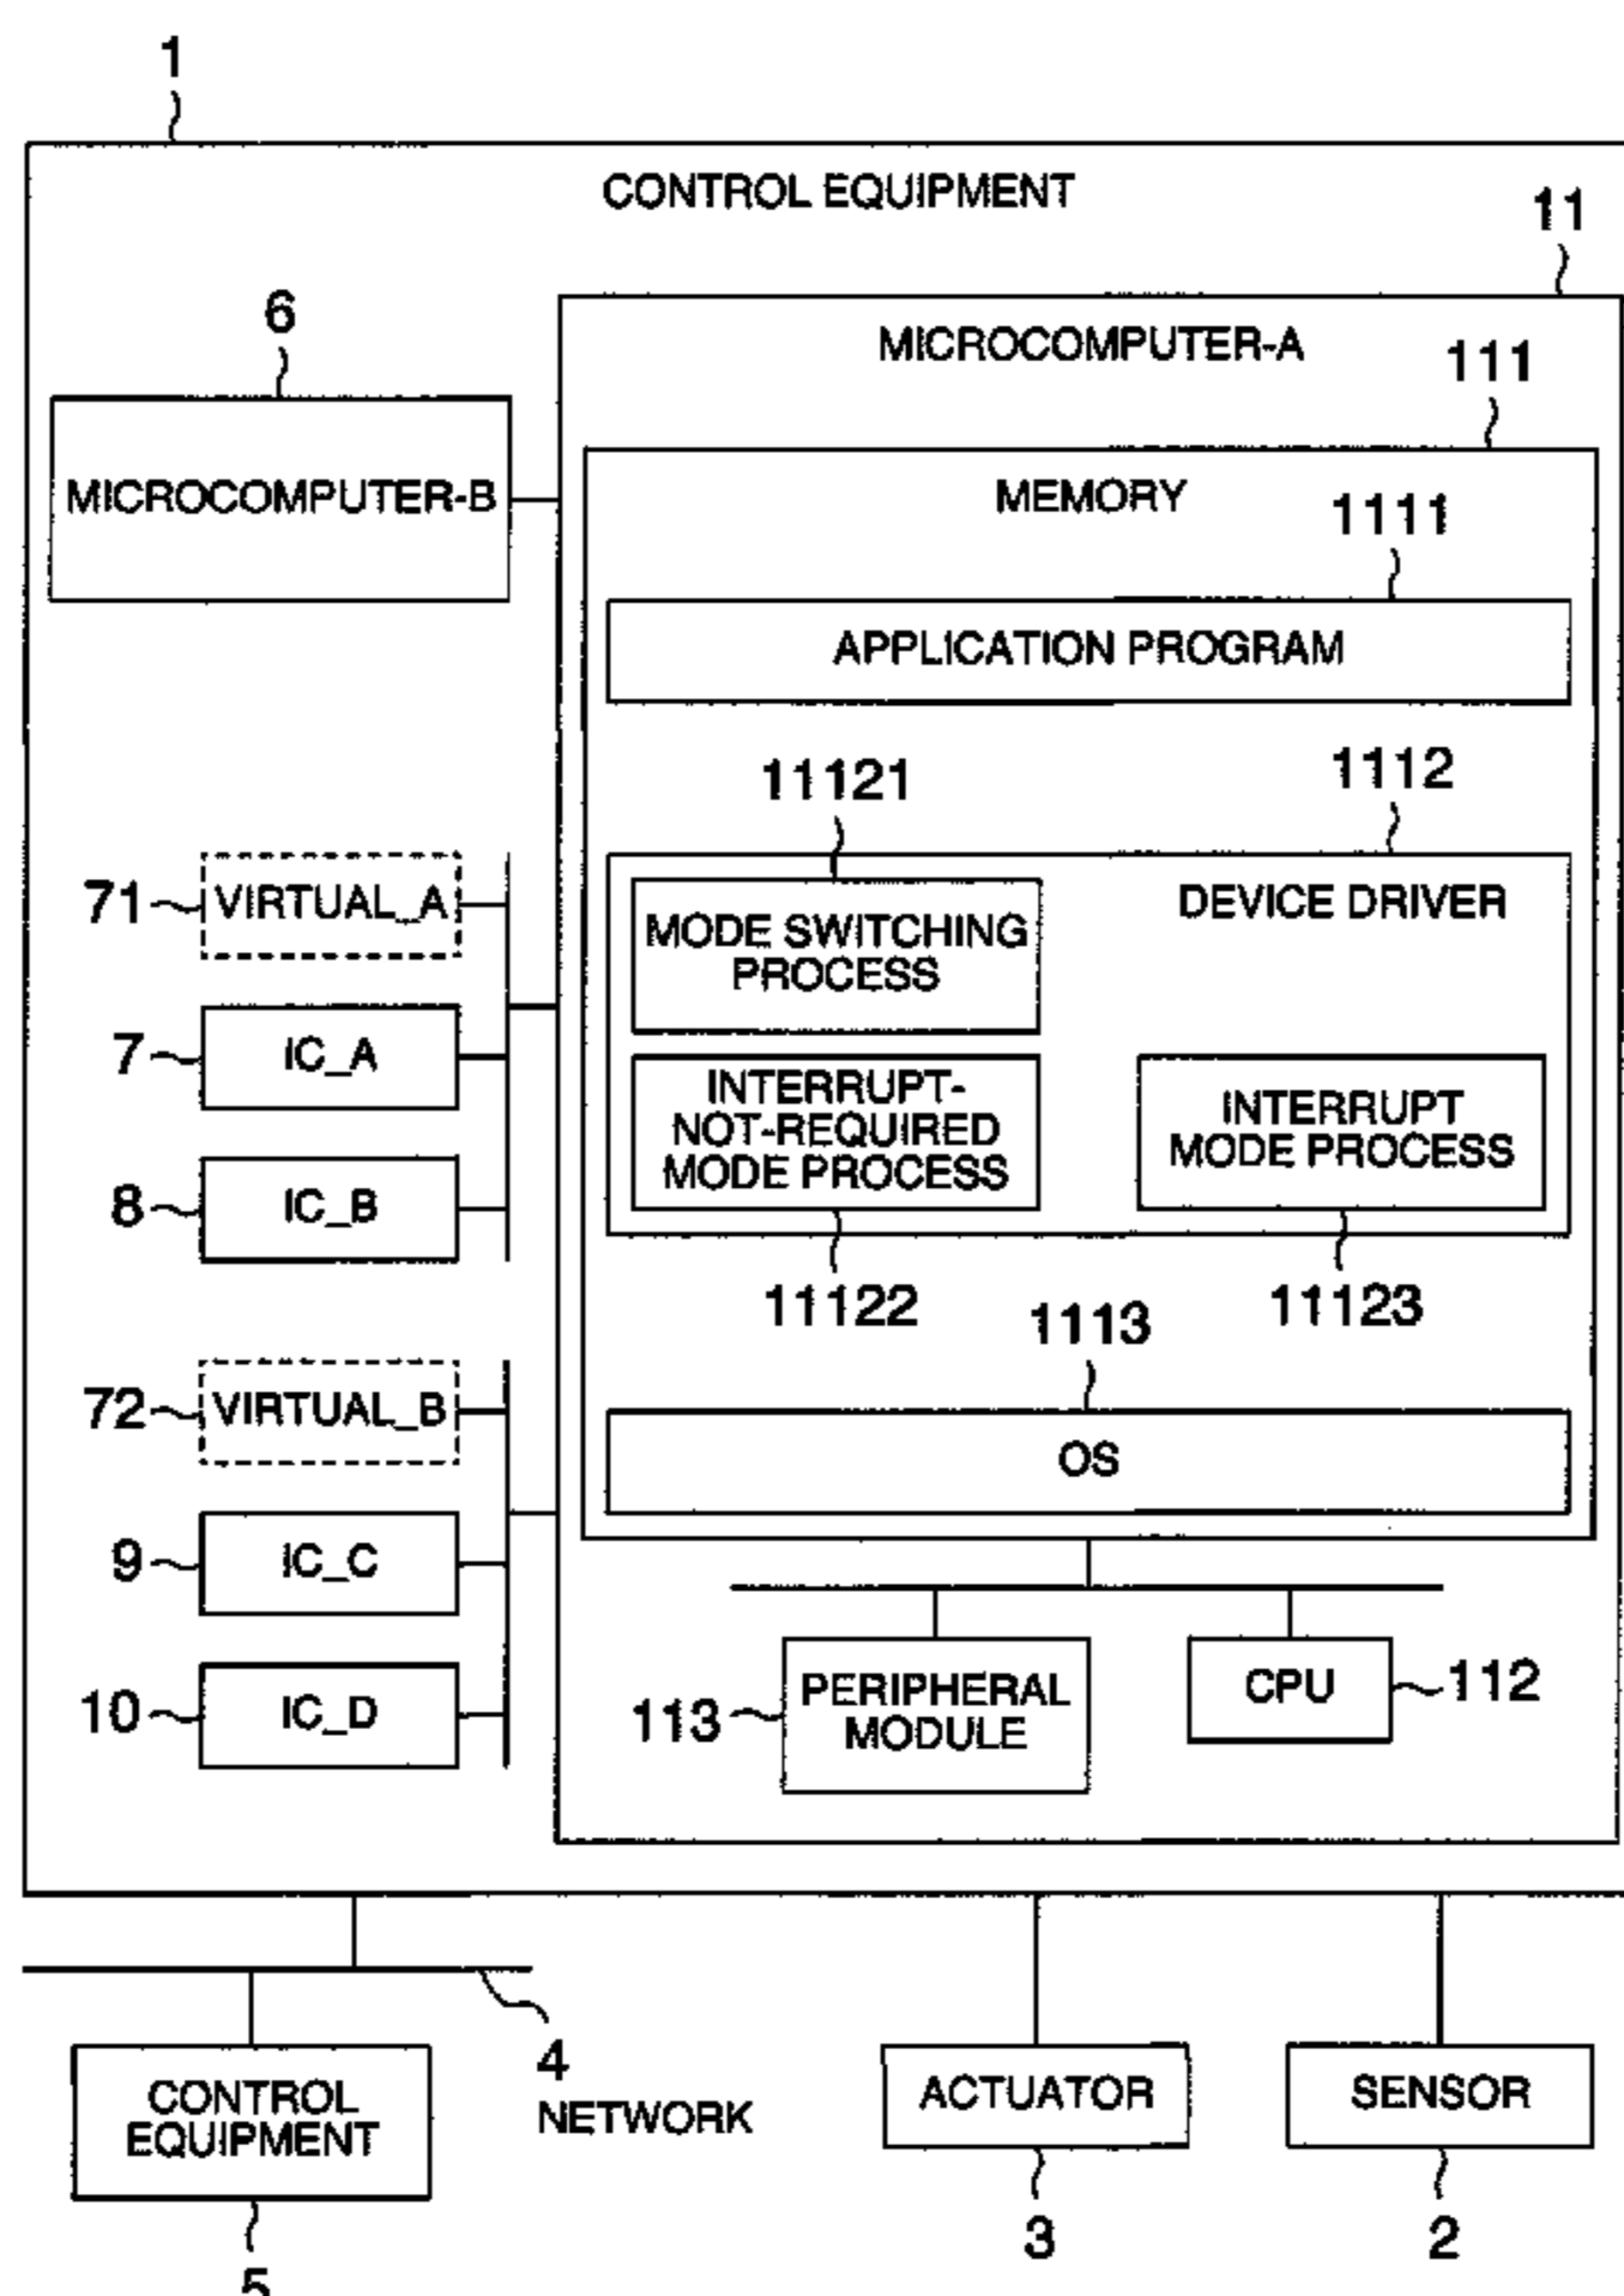 1
CONTROL EQUIPMENT
11
6
MICROCOMPUTER-A
111
MICROCOMPUTER-B
MEMORY
1111
APPLICATION PROGRAM
11121
1112
71
VIRTUAL_A
MODE SWITCHING
PROCESS
DEVICE DRIVER
7
IC_A
INTERRUPT-
NOT-REQUIRED
MODE PROCESS
INTERRUPT
MODE PROCESS
8
IC_B
11122
11123
1113
72
VIRTUAL_B
OS
9
IC_C
10
IC_D
113
PERIPHERAL
MODULE
CPU
112
4
NETWORK
CONTROL
EQUIPMENT
ACTUATOR
SENSOR
5
3
2